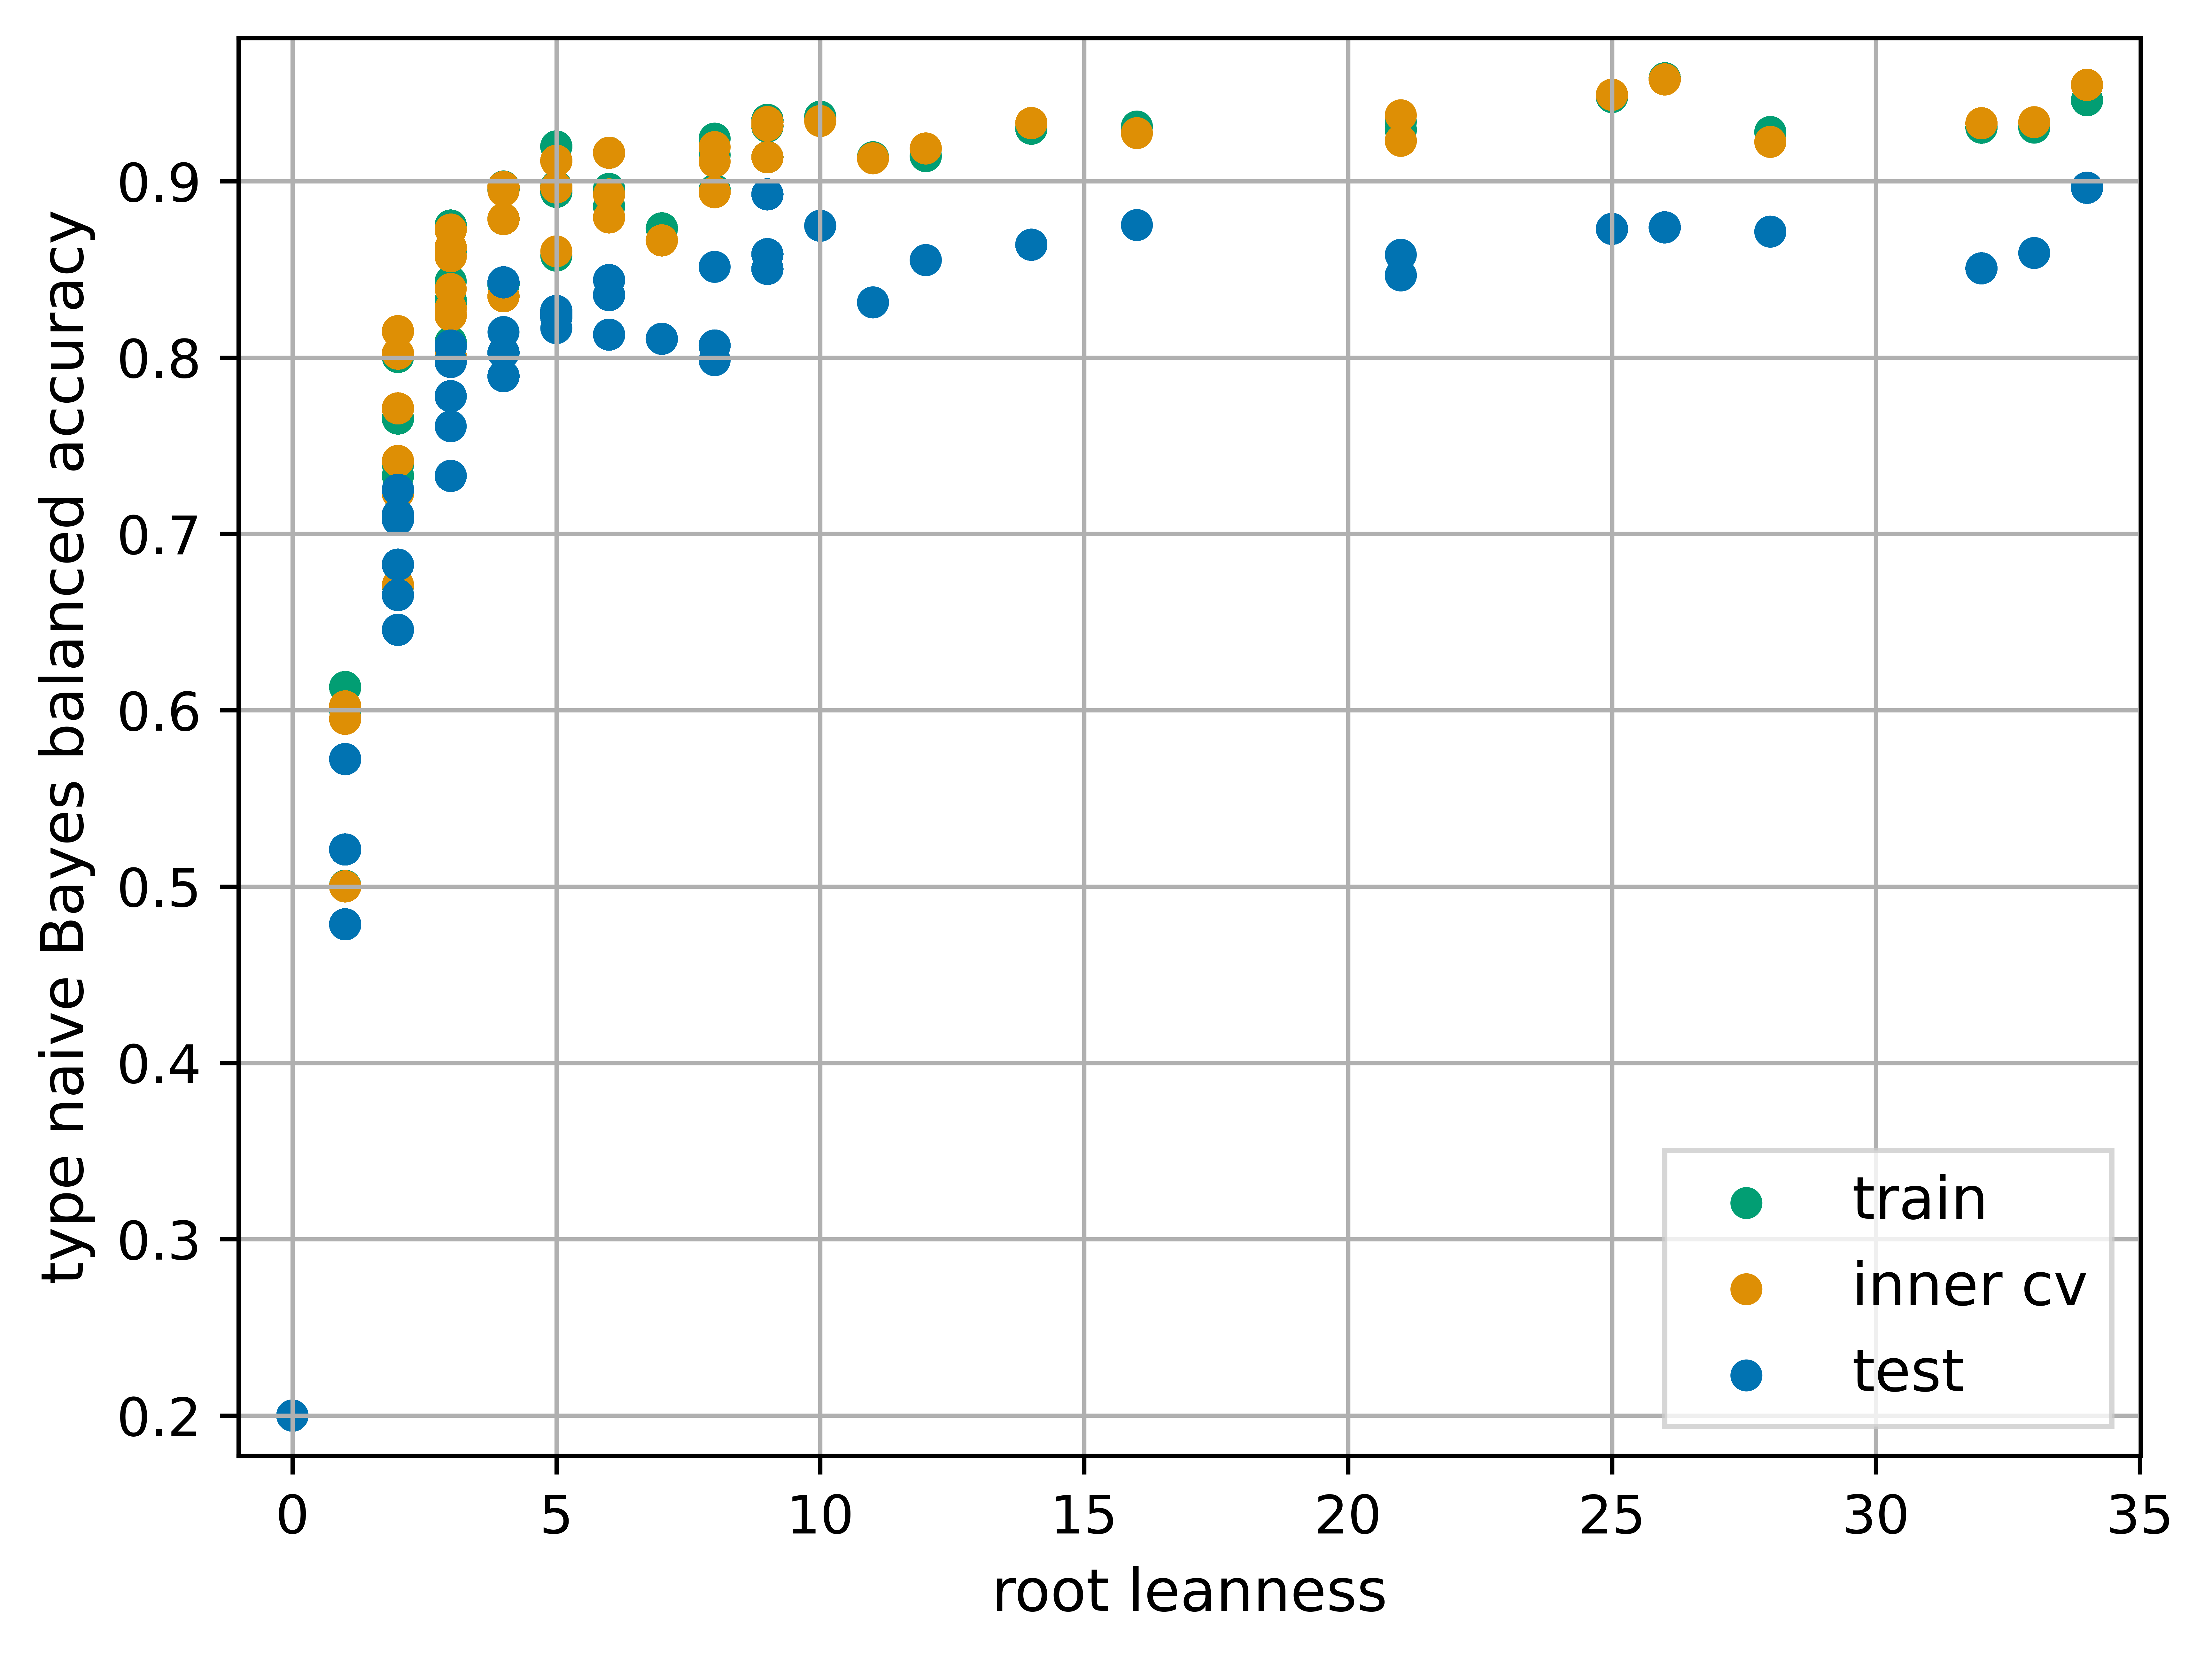 type naive Bayes balanced accuracy
0.9
0.8
0.7
0.6
0.5
0.4
0.3
0.2
train
inner cv
test
0 5 10 15 20 25 30 35
root leanness